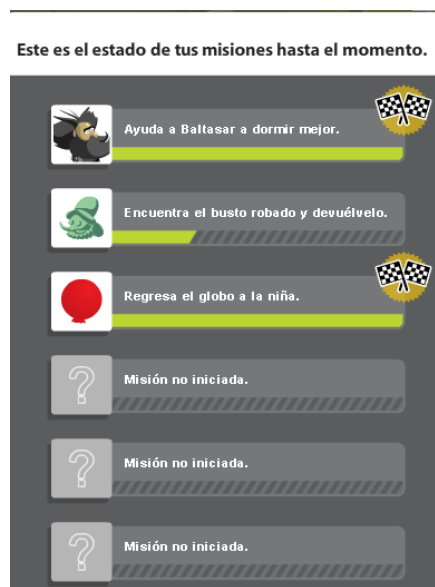 Este es el estado de tus misiones hasta el momento.
Ayuda a Baltasar a dormir mejor.
Encuentra el busto robado y devuélvelo.
Regresa el globo a la niña.
?
Misión no iniciada.
?
Misión no iniciada.
?
Misión no iniciada.